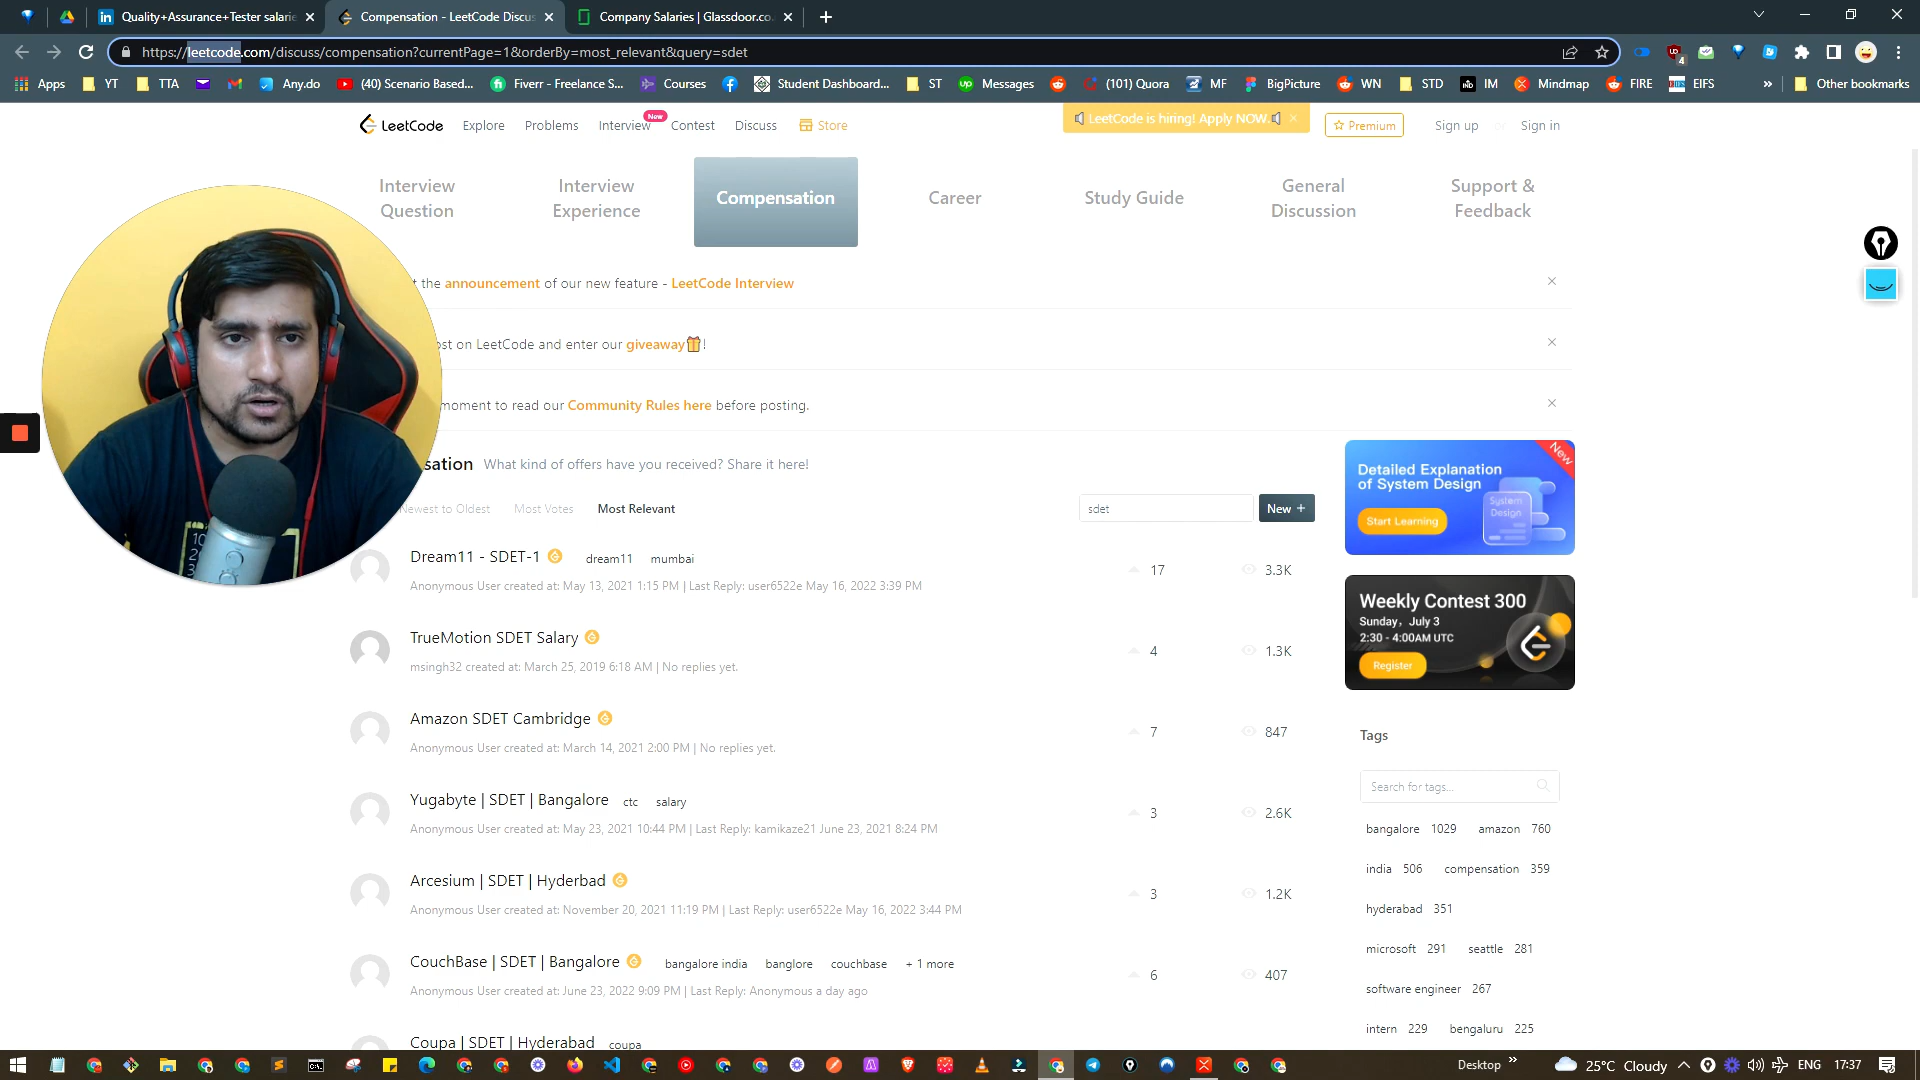 Quality+Assurance+Tester salarie
Compensation - LeetCode Discus
Company Salaries | Glassdoor.co
https://leetcode.com/discuss/compensation?currentPage=1&orderBy=most_relevant&query=sdet
4
Apps
YT
TTA
Any.do
(40) Scenario Based...
Fiverr - Freelance S...
Courses
Student Dashboard...
ST
Messages
(101) Quora
MF
BigPicture
WN
STD
IM
Mindmap
FIRE
EIFS
»
Other bookmarks
LeetCode
Explore
Problems
Interview
New
Contest
Discuss
Store
LeetCode is hiring! Apply NOW.
Premium
Sign up
or
Sign in
Interview Question
Interview Experience
Compensation
Career
Study Guide
General Discussion
Support & Feedback
t the announcement of our new feature - LeetCode Interview
ost on LeetCode and enter our giveaway🎁!
moment to read our Community Rules here before posting.
sation What kind of offers have you received? Share it here!
Newest to Oldest
Most Votes
Most Relevant
sdet
New +
Dream11 - SDET-1
dream11
mumbai
Anonymous User created at: May 13, 2021 1:15 PM | Last Reply: user6522e May 16, 2022 3:39 PM
17
3.3K
TrueMotion SDET Salary
msingh32 created at: March 25, 2019 6:18 AM | No replies yet.
4
1.3K
Amazon SDET Cambridge
Anonymous User created at: March 14, 2021 2:00 PM | No replies yet.
7
847
Yugabyte | SDET | Bangalore
ctc
salary
Anonymous User created at: May 23, 2021 10:44 PM | Last Reply: kamikaze21 June 23, 2021 8:24 PM
3
2.6K
Arcesium | SDET | Hyderbad
Anonymous User created at: November 20, 2021 11:19 PM | Last Reply: user6522e May 16, 2022 3:44 PM
3
1.2K
CouchBase | SDET | Bangalore
bangalore india
banglore
couchbase
+ 1 more
Anonymous User created at: June 23, 2022 9:09 PM | Last Reply: Anonymous a day ago
6
407
Coupa | SDET | Hyderabad
coupa
Detailed Explanation
of System Design
New
System
Design
Start Learning
Weekly Contest 300
Sunday, July 3
2:30 - 4:00AM UTC
Register
Tags
Search for tags...
bangalore 1029
amazon 760
india 506
compensation 359
hyderabad 351
microsoft 291
seattle 281
software engineer 267
intern 229
bengaluru 225
Desktop
»
25°C Cloudy
ENG
17:37